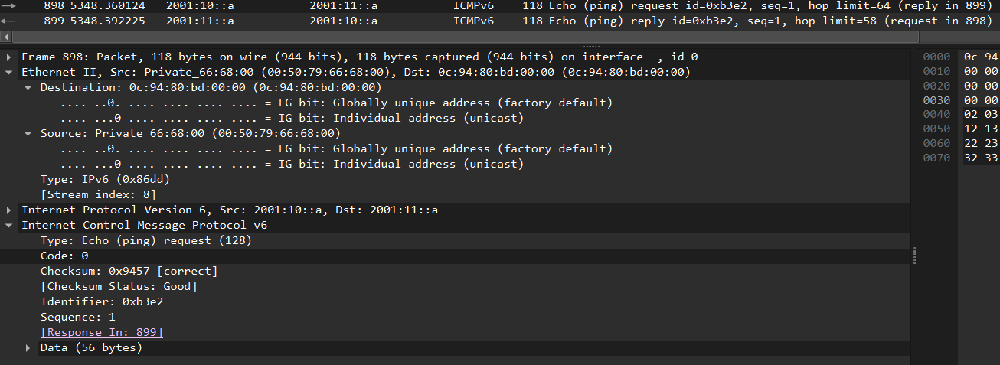 898 5348.360124 2001:10::a 2001:11::a ICMPv6 118 Echo (ping) request id=0xb3e2, seq=1, hop limit=64 (reply in 899)
899 5348.392225 2001:11::a 2001:10::a ICMPv6 118 Echo (ping) reply id=0xb3e2, seq=1, hop limit=58 (request in 898)
Frame 898: Packet, 118 bytes on wire (944 bits), 118 bytes captured (944 bits) on interface -, id 0
Ethernet II, Src: Private_66:68:00 (00:50:79:66:68:00), Dst: 0c:94:80:bd:00:00 (0c:94:80:bd:00:00)
Destination: 0c:94:80:bd:00:00 (0c:94:80:bd:00:00)
.... ..0. .... .... .... .... = LG bit: Globally unique address (factory default)
.... ...0 .... .... .... .... = IG bit: Individual address (unicast)
Source: Private_66:68:00 (00:50:79:66:68:00)
.... ..0. .... .... .... .... = LG bit: Globally unique address (factory default)
.... ...0 .... .... .... .... = IG bit: Individual address (unicast)
Type: IPv6 (0x86dd)
[Stream index: 8]
Internet Protocol Version 6, Src: 2001:10::a, Dst: 2001:11::a
Internet Control Message Protocol v6
Type: Echo (ping) request (128)
Code: 0
Checksum: 0x9457 [correct]
[Checksum Status: Good]
Identifier: 0xb3e2
Sequence: 1
[Response In: 899]
Data (56 bytes)
0000 0c 94
0010 00 00
0020 00 00
0030 00 00
0040 02 03
0050 12 13
0060 22 23
0070 32 33